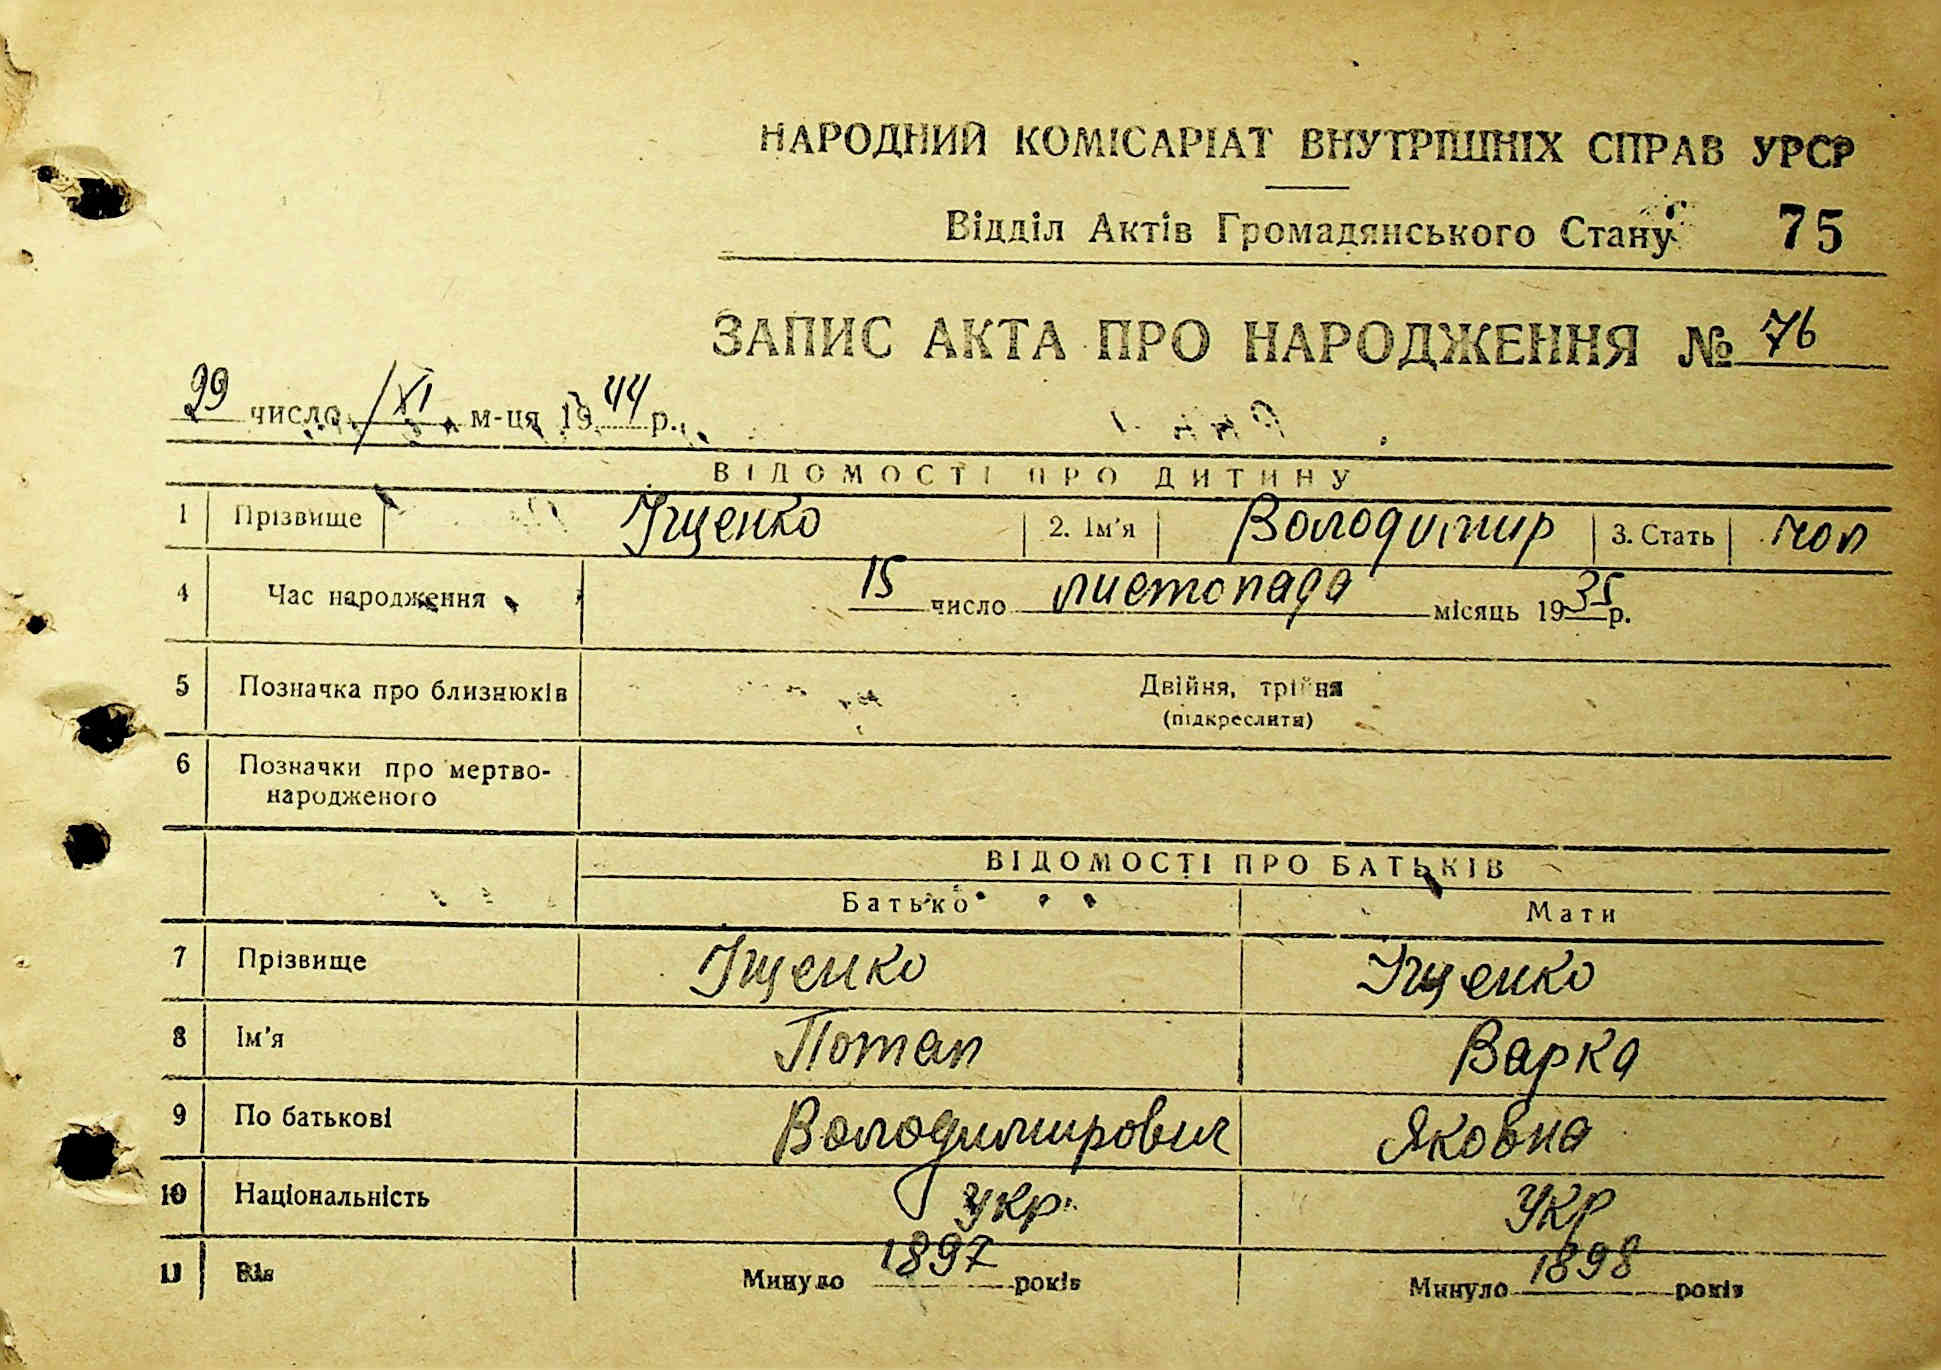 НАРОДНИЙ КОМІСАРІАТ ВНУТРІШНІХ СПРАВ УРСР
Відділ Актів Громадянського Стану 75
ЗАПИС АКТА ПРО НАРОДЖЕННЯ № 76
29 число XI м-ця 1944 р.
ВІДОМОСТІ ПРО ДИТИНУ
1 Прізвище Іщенко 2. Ім'я Володимир 3. Стать чол
4 Час народження 15 число листопада місяць 1935 р.
5 Позначка про близнюків Двійня, трійня
(підкреслити)
6 Позначки про мертво-
народженого
ВІДОМОСТІ ПРО БАТЬКІВ
Батько Мати
7 Прізвище Іщенко Іщенко
8 Ім'я Потап Варка
9 По батькові Володимирович Яковна
10 Національність укр. Укр
11 Вік Минуло 1897 років Минуло 1898 років